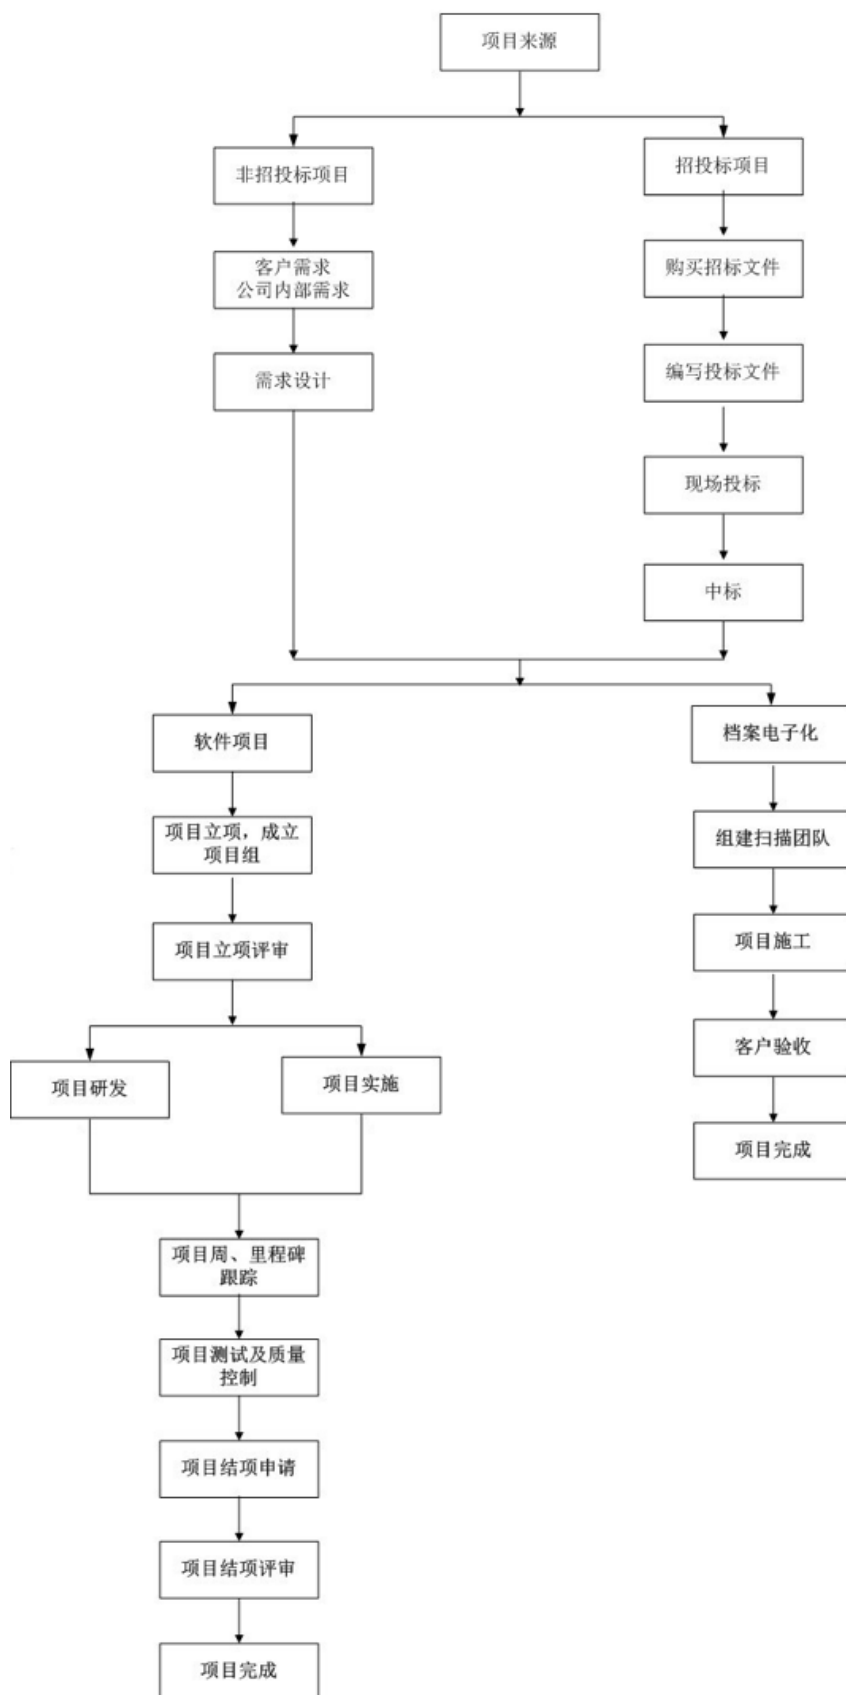 项目来源
非招投标项目
招投标项目
客户需求
公司内部需求
购买招标文件
需求设计
编写投标文件
现场投标
中标
软件项目
档案电子化
项目立项，成立
项目组
组建扫描团队
项目立项评审
项目施工
项目研发
项目实施
客户验收
项目完成
项目周、里程碑
跟踪
项目测试及质量
控制
项目结项申请
项目结项评审
项目完成